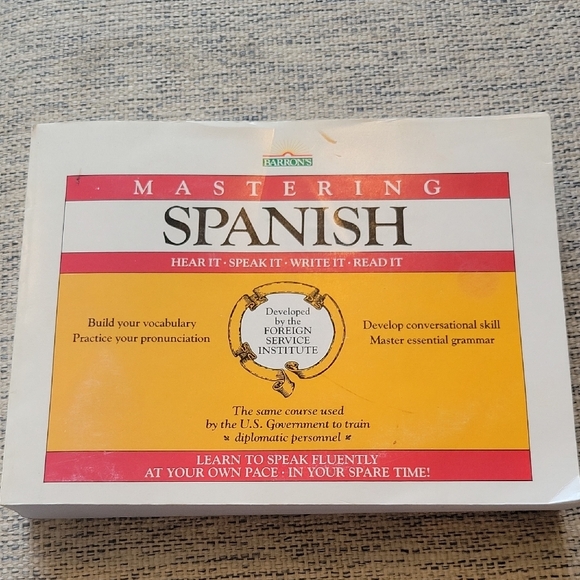 BARRON'S
MASTERING
SPANISH
HEAR IT · SPEAK IT · WRITE IT · READ IT
Build your vocabulary
Practice your pronunciation
Developed
by the
FOREIGN
SERVICE
INSTITUTE
Develop conversational skill
Master essential grammar
The same course used
by the U.S. Government to train
diplomatic personnel
LEARN TO SPEAK FLUENTLY
AT YOUR OWN PACE · IN YOUR SPARE TIME!